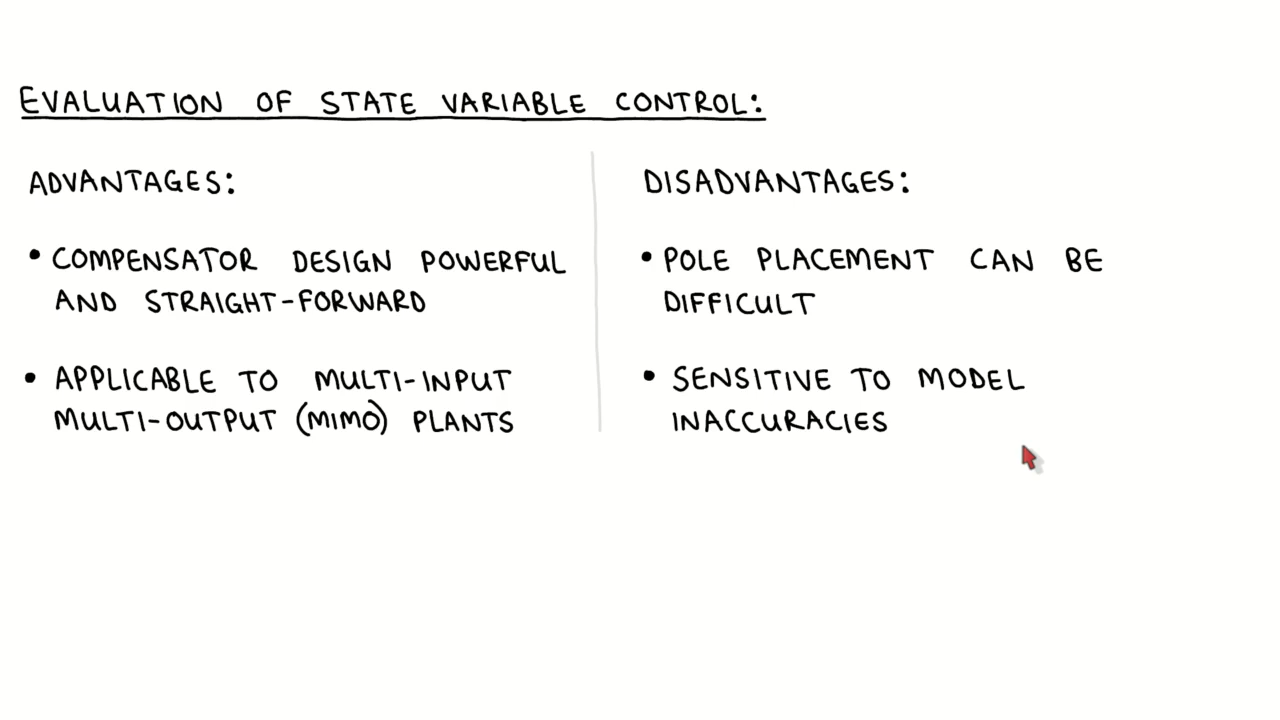 EVALUATION OF STATE VARIABLE CONTROL:
ADVANTAGES:
• COMPENSATOR DESIGN POWERFUL
AND STRAIGHT-FORWARD
• APPLICABLE TO MULTI-INPUT
MULTI-OUTPUT (MIMO) PLANTS
DISADVANTAGES:
• POLE PLACEMENT CAN BE
DIFFICULT
• SENSITIVE TO MODEL
INACCURACIES